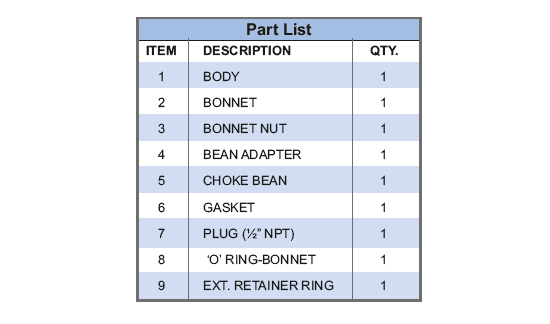 Part List
ITEM DESCRIPTION QTY.
1 BODY 1
2 BONNET 1
3 BONNET NUT 1
4 BEAN ADAPTER 1
5 CHOKE BEAN 1
6 GASKET 1
7 PLUG (½” NPT) 1
8 ‘O’ RING-BONNET 1
9 EXT. RETAINER RING 1